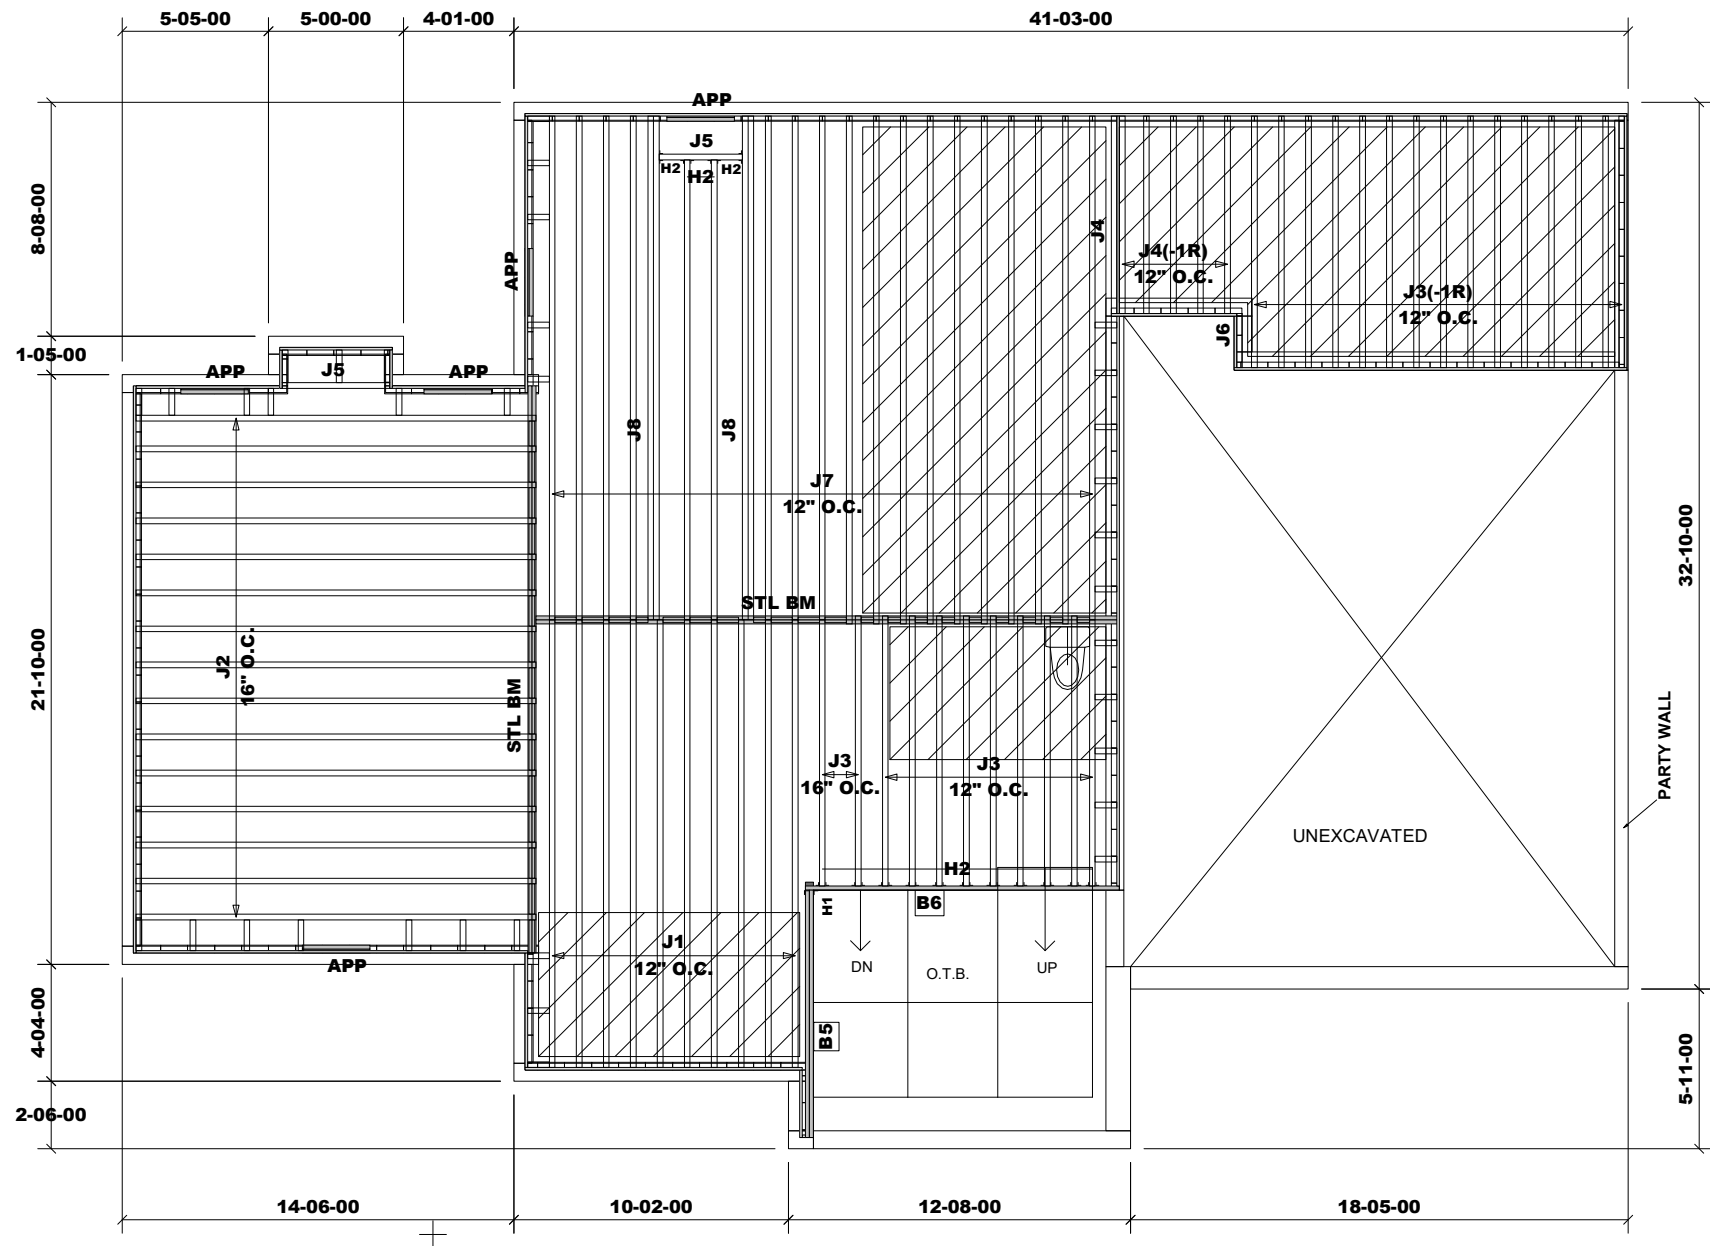 5-05-00 5-00-00 4-01-00 41-03-00
APP
J5
H2 H2 H2
8-08-00
J4
APP
J4(-1R)
12" O.C.
J3(-1R)
12" O.C.
J6
1-05-00
APP J5 APP
J8 J8
J7
12" O.C.
32-10-00
STL BM
21-10-00
J2
16" O.C.
STL BM
PARTY WALL
J3
16" O.C.
J3
12" O.C.
UNEXCAVATED
H2
H1
B6
J1
12" O.C.
APP
DN O.T.B. UP
4-04-00
B5
2-06-00
5-11-00
14-06-00 10-02-00 12-08-00 18-05-00